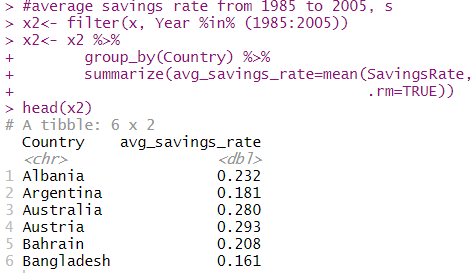 > #average savings rate from 1985 to 2005, s
> x2<- filter(x, Year %in% (1985:2005))
> x2<- x2 %>%
+ group_by(Country) %>%
+ summarize(avg_savings_rate=mean(SavingsRate,
+ .rm=TRUE))
> head(x2)
# A tibble: 6 x 2
Country avg_savings_rate
<chr> <dbl>
1 Albania 0.232
2 Argentina 0.181
3 Australia 0.280
4 Austria 0.293
5 Bahrain 0.208
6 Bangladesh 0.161